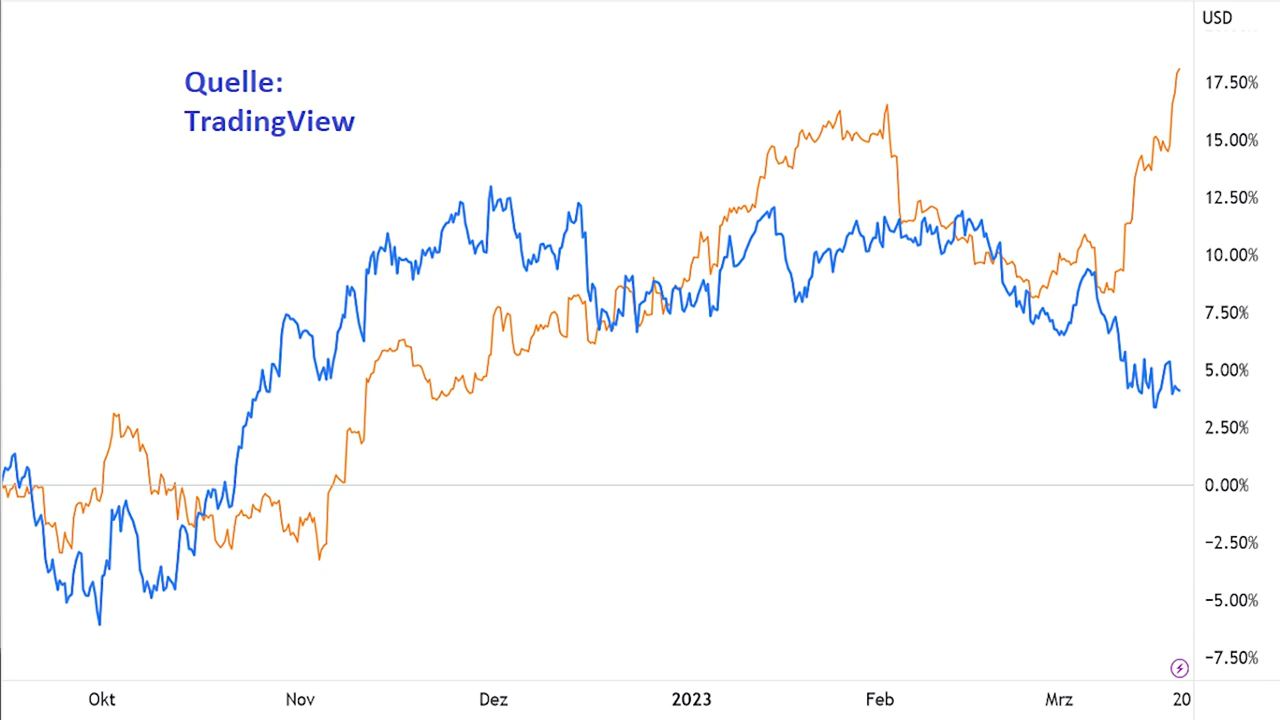 USD
Quelle:
TradingView
17.50%
15.00%
12.50%
10.00%
7.50%
5.00%
2.50%
0.00%
−2.50%
−5.00%
−7.50%
Okt Nov Dez 2023 Feb Mrz 20